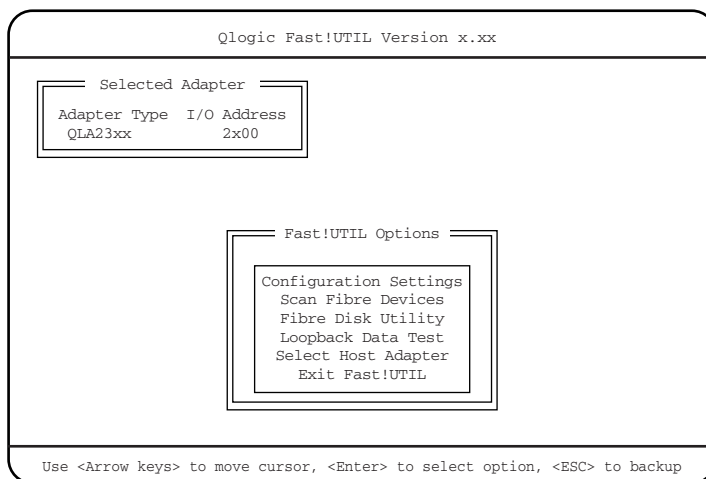 Qlogic Fast!UTIL Version x.xx
Selected Adapter
Adapter Type I/O Address
QLA23xx 2x00
Fast!UTIL Options
Configuration Settings
Scan Fibre Devices
Fibre Disk Utility
Loopback Data Test
Select Host Adapter
Exit Fast!UTIL
Use <Arrow keys> to move cursor, <Enter> to select option, <ESC> to backup